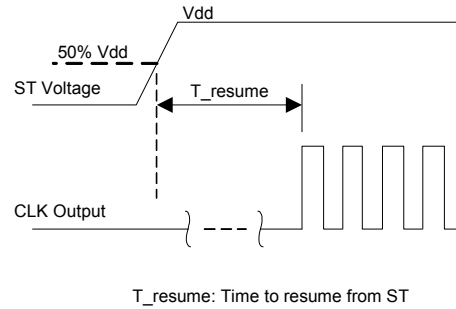 Vdd
50% Vdd
ST Voltage
T_resume
CLK Output
T_resume: Time to resume from ST